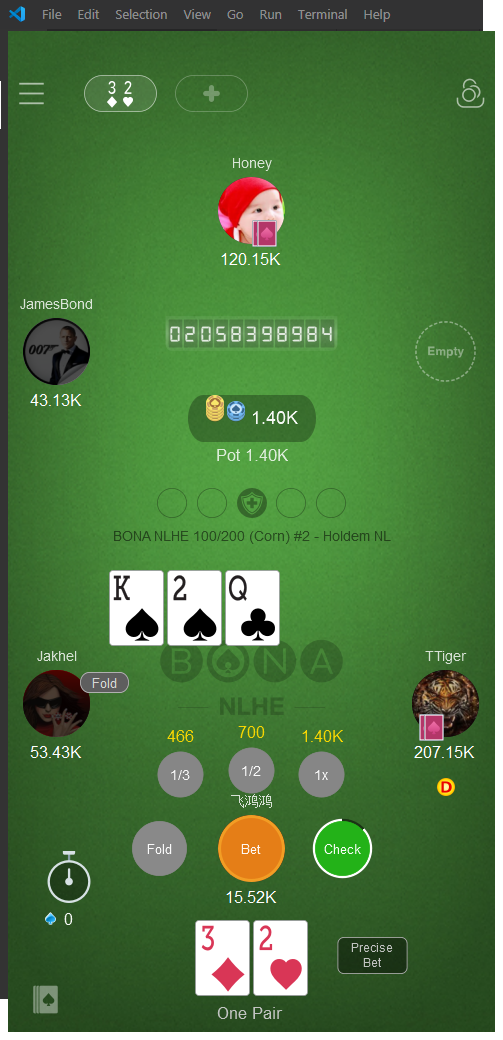 File Edit Selection View Go Run Terminal Help
3 2
Honey
120.15K
JamesBond
007
43.13K
02058398984
Empty
1.40K
Pot 1.40K
BONA NLHE 100/200 (Corn) #2 - Holdem NL
K 2 Q
BONA
NLHE
Jakhel
Fold
53.43K
TTiger
207.15K
D
466 700 1.40K
1/3 1/2 1x
飞鸿鸿
Fold Bet Check
15.52K
0
3 2
Precise
Bet
One Pair